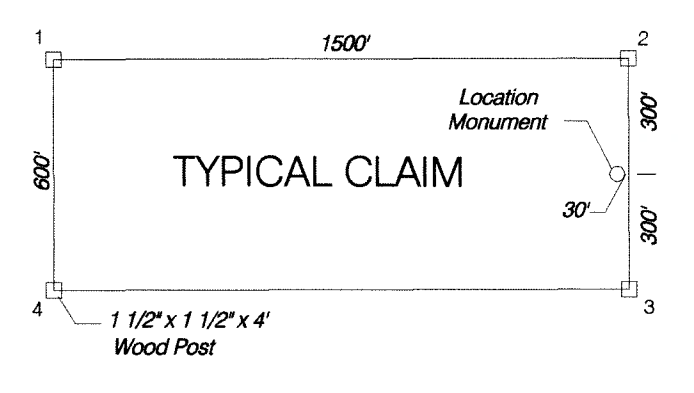 1
1500'
2
Location
Monument
300'
600'
TYPICAL CLAIM
30'
300'
4
3
1 1/2" x 1 1/2" x 4'
Wood Post